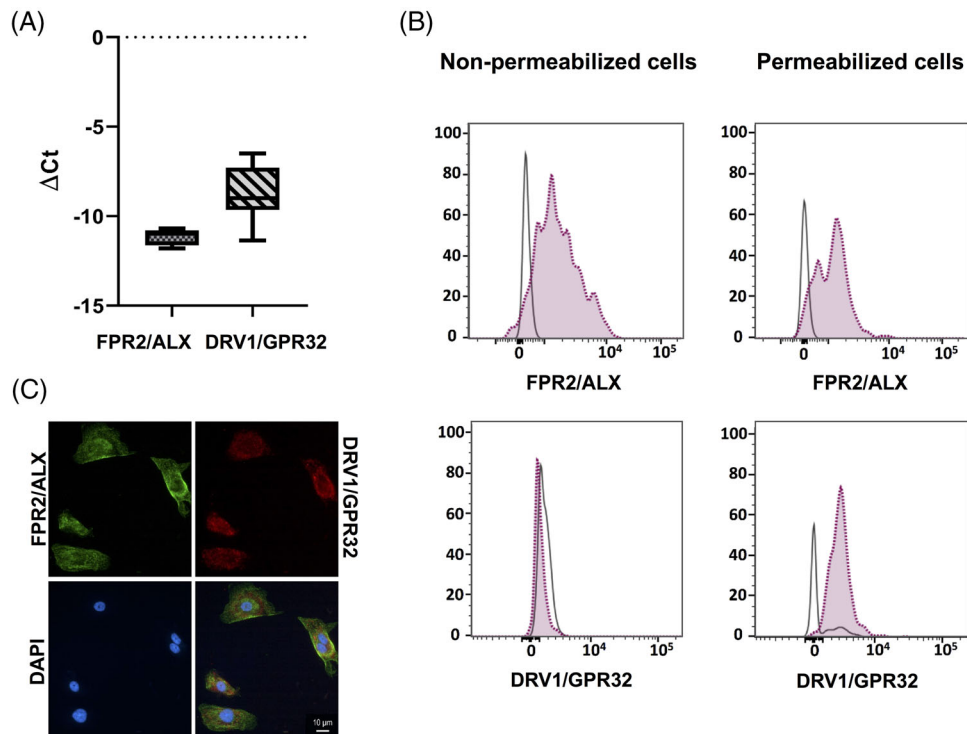 (A)
0
-5
-10
-15
ΔCt
FPR2/ALX DRV1/GPR32
(B)
Non-permeabilized cells
Permeabilized cells
100
80
60
40
20
0
0 10⁴ 10⁵
FPR2/ALX
100
80
60
40
20
0
0 10⁴ 10⁵
FPR2/ALX
100
80
60
40
20
0
0 10⁴ 10⁵
DRV1/GPR32
100
80
60
40
20
0
0 10⁴ 10⁵
DRV1/GPR32
(C)
FPR2/ALX
DRV1/GPR32
DAPI
10 µm